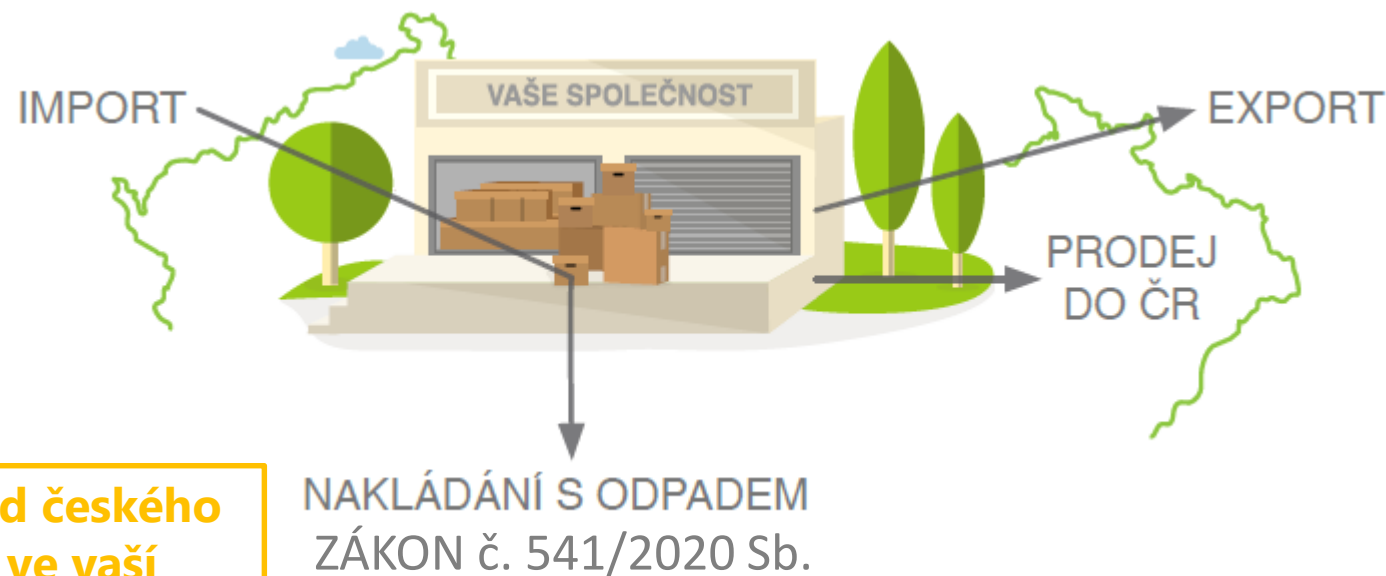 VAŠE SPOLEČNOST
IMPORT
EXPORT
PRODEJ
DO ČR
NAKLÁDÁNÍ S ODPADEM
ZÁKON č. 541/2020 Sb.
d českého
ve vaší